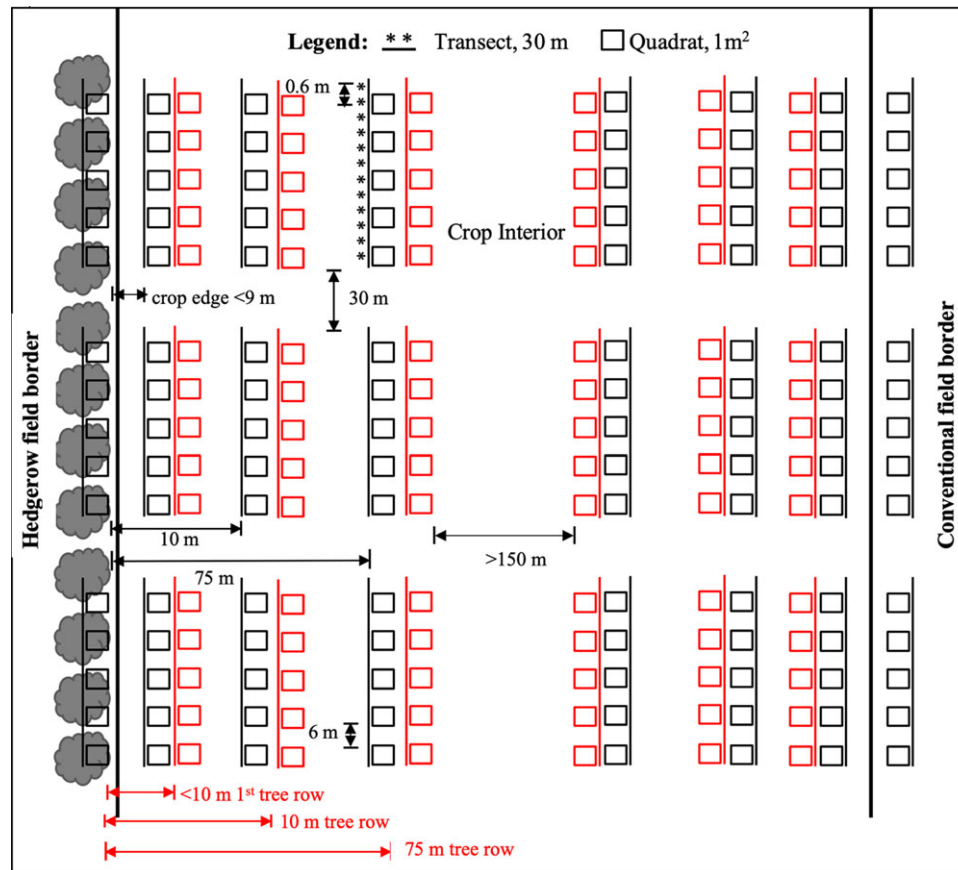 Legend: ** Transect, 30 m Quadrat, 1m²
0.6 m
Crop Interior
crop edge <9 m
30 m
Hedgerow field border
Conventional field border
10 m
>150 m
75 m
6 m
<10 m 1st tree row
10 m tree row
75 m tree row